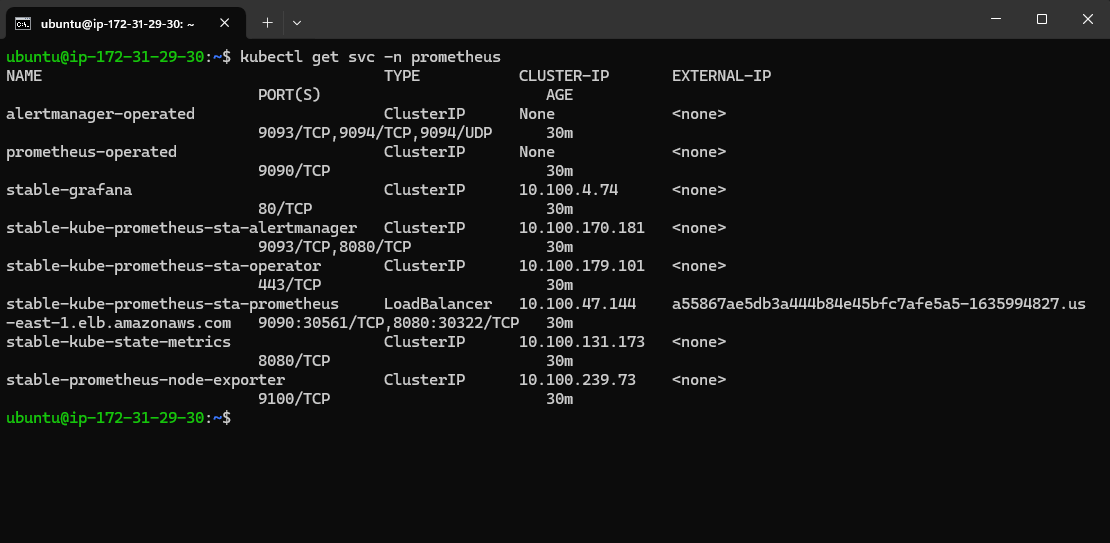 ubuntu@ip-172-31-29-30: ~
ubuntu@ip-172-31-29-30:~$ kubectl get svc -n prometheus
NAME                                      TYPE           CLUSTER-IP       EXTERNAL-IP
                            PORT(S)                         AGE
alertmanager-operated                     ClusterIP      None             <none>
                            9093/TCP,9094/TCP,9094/UDP      30m
prometheus-operated                       ClusterIP      None             <none>
                            9090/TCP                        30m
stable-grafana                            ClusterIP      10.100.4.74      <none>
                            80/TCP                          30m
stable-kube-prometheus-sta-alertmanager   ClusterIP      10.100.170.181   <none>
                            9093/TCP,8080/TCP               30m
stable-kube-prometheus-sta-operator       ClusterIP      10.100.179.101   <none>
                            443/TCP                         30m
stable-kube-prometheus-sta-prometheus     LoadBalancer   10.100.47.144    a55867ae5db3a444b84e45bfc7afe5a5-1635994827.us
-east-1.elb.amazonaws.com   9090:30561/TCP,8080:30322/TCP   30m
stable-kube-state-metrics                 ClusterIP      10.100.131.173   <none>
                            8080/TCP                        30m
stable-prometheus-node-exporter           ClusterIP      10.100.239.73    <none>
                            9100/TCP                        30m
ubuntu@ip-172-31-29-30:~$